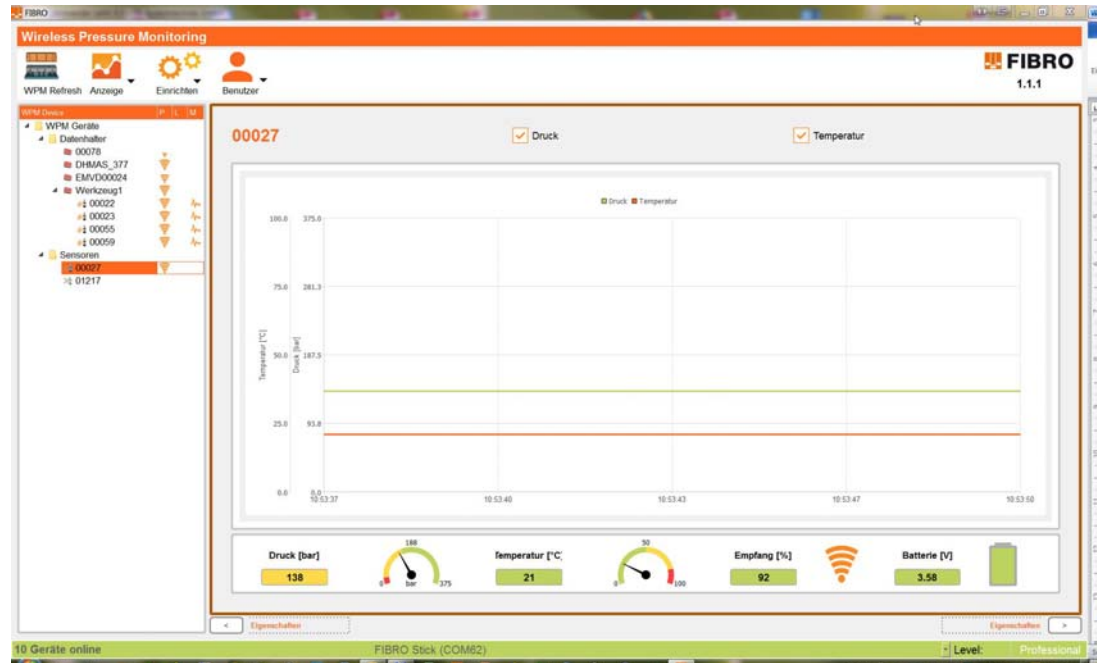 FIBRO
Wireless Pressure Monitoring
WPM Refresh Anzeige Einrichten Benutzer
FIBRO
1.1.1
WPM Device P L M
WPM Geräte
Datenhalter
00078
DHMAS_377
EMVD00024
Werkzeug1
00022
00023
00055
00059
Sensoren
00027
01217
00027 Druck Temperatur
Druck Temperatur
Temperatur [°C]
Druck [bar]
100.0 375.0
75.0 281.3
50.0 187.5
25.0 93.8
0.0 0.0
10:53:37 10:53:40 10:53:43 10:53:47 10:53:50
Druck [bar]
138
0 188 375
bar
Temperatur [°C]
21
0 50 100
Empfang [%]
92
Batterie [V]
3.58
< Eigenschaften Eigenschaften >
10 Geräte online FIBRO Stick (COM62) Level: Professional